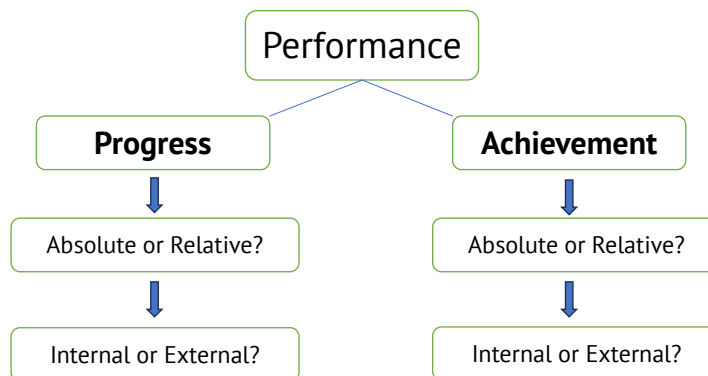 Performance
Progress
Achievement
Absolute or Relative?
Absolute or Relative?
Internal or External?
Internal or External?